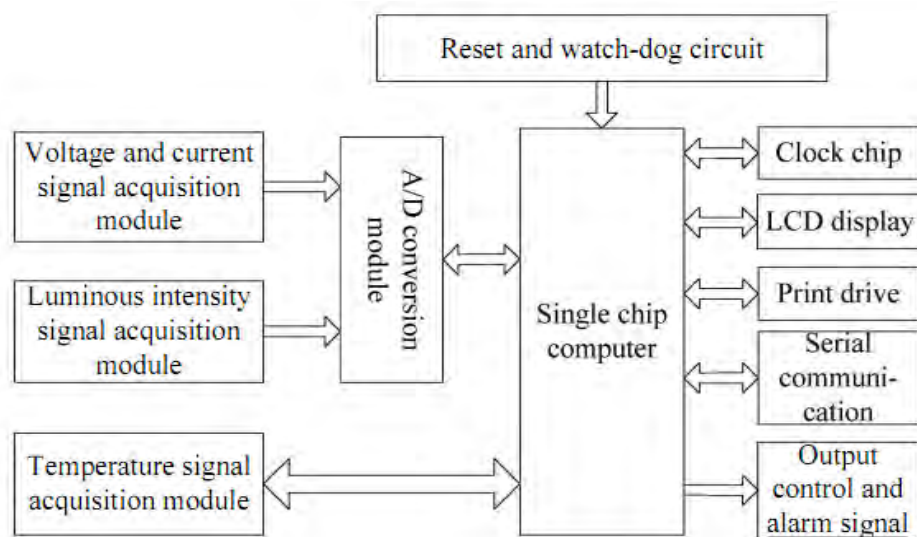 Reset and watch-dog circuit
Voltage and current
signal acquisition
module
Luminous intensity
signal acquisition
module
Temperature signal
acquisition module
A/D conversion
module
Single chip
computer
Clock chip
LCD display
Print drive
Serial
communi-
cation
Output
control and
alarm signal